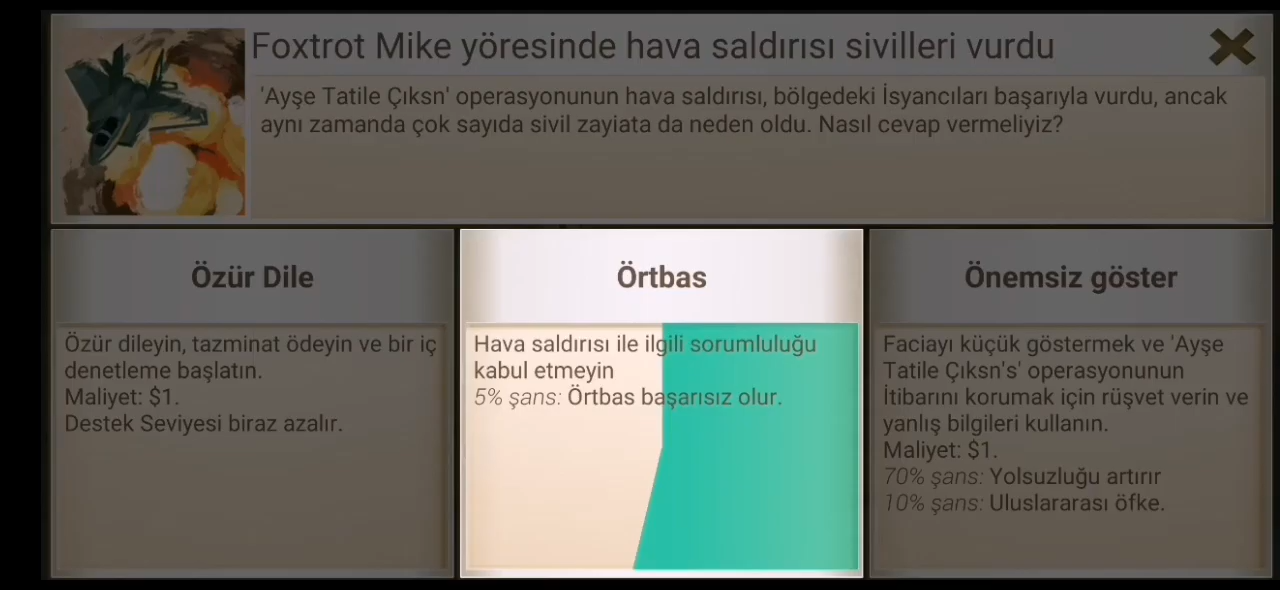 Foxtrot Mike yöresinde hava saldırısı sivilleri vurdu
'Ayşe Tatile Çıksn' operasyonunun hava saldırısı, bölgedeki İsyancıları başarıyla vurdu, ancak
aynı zamanda çok sayıda sivil zayiata da neden oldu. Nasıl cevap vermeliyiz?
Özür Dile
Özür dileyin, tazminat ödeyin ve bir iç
denetleme başlatın.
Maliyet: $1.
Destek Seviyesi biraz azalır.
Örtbas
Hava saldırısı ile ilgili sorumluluğu
kabul etmeyin
5% şans: Örtbas başarısız olur.
Önemsiz göster
Faciayı küçük göstermek ve 'Ayşe
Tatile Çıksn's' operasyonunun
İtibarını korumak için rüşvet verin ve
yanlış bilgileri kullanın.
Maliyet: $1.
70% şans: Yolsuzluğu artırır
10% şans: Uluslararası öfke.